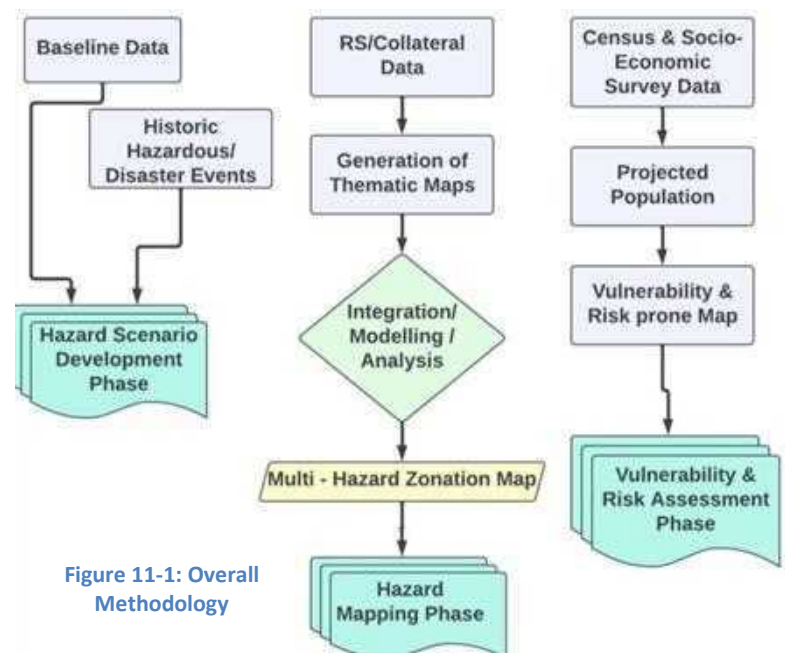 Baseline Data
Historic
Hazardous/
Disaster Events
Hazard Scenario
Development
Phase
RS/Collateral
Data
Generation of
Thematic Maps
Integration/
Modelling /
Analysis
Multi - Hazard Zonation Map
Hazard
Mapping Phase
Census & Socio-
Economic
Survey Data
Projected
Population
Vulnerability &
Risk prone Map
Vulnerability &
Risk Assessment
Phase
Figure 11-1: Overall
Methodology